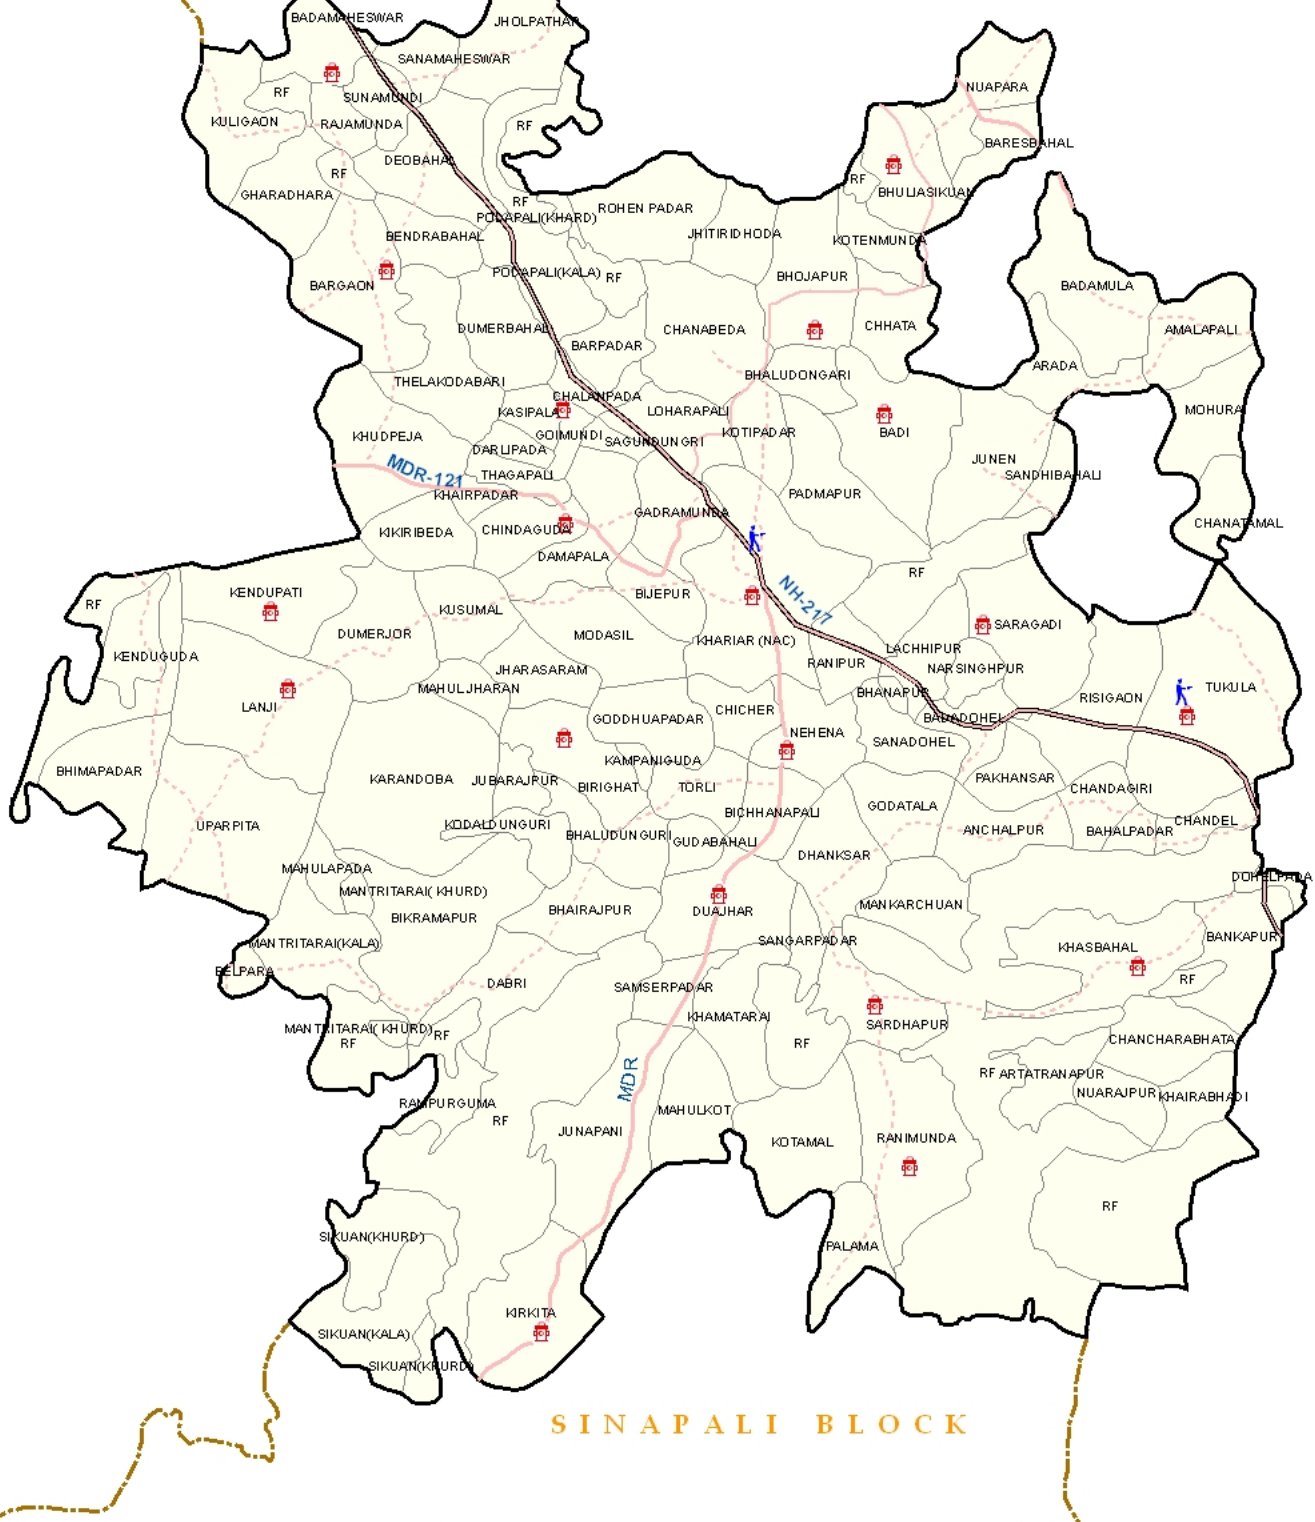 BADAMAHESWAR
JHOLPATHAR
SANAMAHESWAR
NUAPARA
RF
SUNAMUNDI
KULIGAON
RAJAMUNDA
RF
BARESBAHAL
DEOBAHAL
RF
RF
BHULIASIKUAN
GHARADHARA
RF
ROHEN PADAR
PODAPALI(KHARD)
JHITIRIDHODA
BENDRABAHAL
KOTENMUNDA
PODAPALI(KALA)
RF
BHOJAPUR
BARGAON
BADAMULA
DUMERBAHAL
CHANABEDA
CHHATA
AMALAPALI
BARPADAR
ARADA
BHALUDONGARI
THELAKODABARI
CHALANPADA
KASIPALA
LOHARAPALI
MOHURA
KHUDPEJA
GOIMUNDI
SAGUNDUNGRI
KOTIPADAR
BADI
DARLIPADA
JUNEN
MDR-121
THAGAPALI
SANDHIBAHALI
KHAIRPADAR
PADMAPUR
GADRAMUNDA
CHANATAMAL
KIKIRIBEDA
CHINDAGUDA
DAMAPALA
RF
KENDUPATI
BIJEPUR
NH-217
RF
KUSUMAL
SARAGADI
DUMERJOR
MODASIL
KHARIAR (NAC)
LACHHIPUR
KENDUGUDA
RANIPUR
NARSINGHPUR
JHARASARAM
MAHULJHARAN
BHANAPUR
RISIGAON
TUKULA
LANJI
GODDHUAPADAR
CHICHER
BADADOHEL
NEHENA
SANADOHEL
BHIMAPADAR
KAMPANIGUDA
KARANDOBA
JUBARAJPUR
BIRIGHAT
TORLI
PAKHANSAR
CHANDAGIRI
GODATALA
BICHHANAPALI
UPARPITA
KODALDUNGURI
BHALUDUNGURI
GUDABAHALI
ANCHALPUR
BAHALPADAR
CHANDEL
DHANKSAR
MAHULAPADA
DOHELPADA
MANTRITARAI( KHURD)
BIKRAMAPUR
BHAIRAJPUR
DUAJHAR
MANKARCHUAN
MANTRITARAI(KALA)
SANGARPADAR
KHASBAHAL
BANKAPUR
BELPARA
DABRI
SAMSERPADAR
RF
MANTRITARAI( KHURD)
RF
RF
KHAMATARAI
SARDHAPUR
RF
CHANCHARABHATA
MDR
RF
ARTATRANAPUR
NUARAJPUR
KHAIRABHADI
RAMPURGUMA
RF
MAHULKOT
JUNAPANI
KOTAMAL
RANIMUNDA
RF
SIKUAN(KHURD)
PALAMA
KIRKITA
SIKUAN(KALA)
SIKUAN(KHURD)
SINAPALI BLOCK